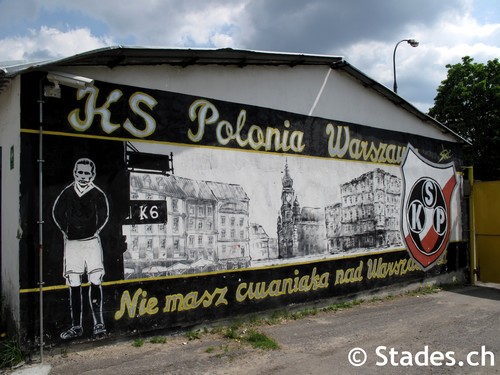 KS Polonia Warszawa
K6
KSP
Nie masz cwaniaka nad Warszawiaka
© Stades.ch